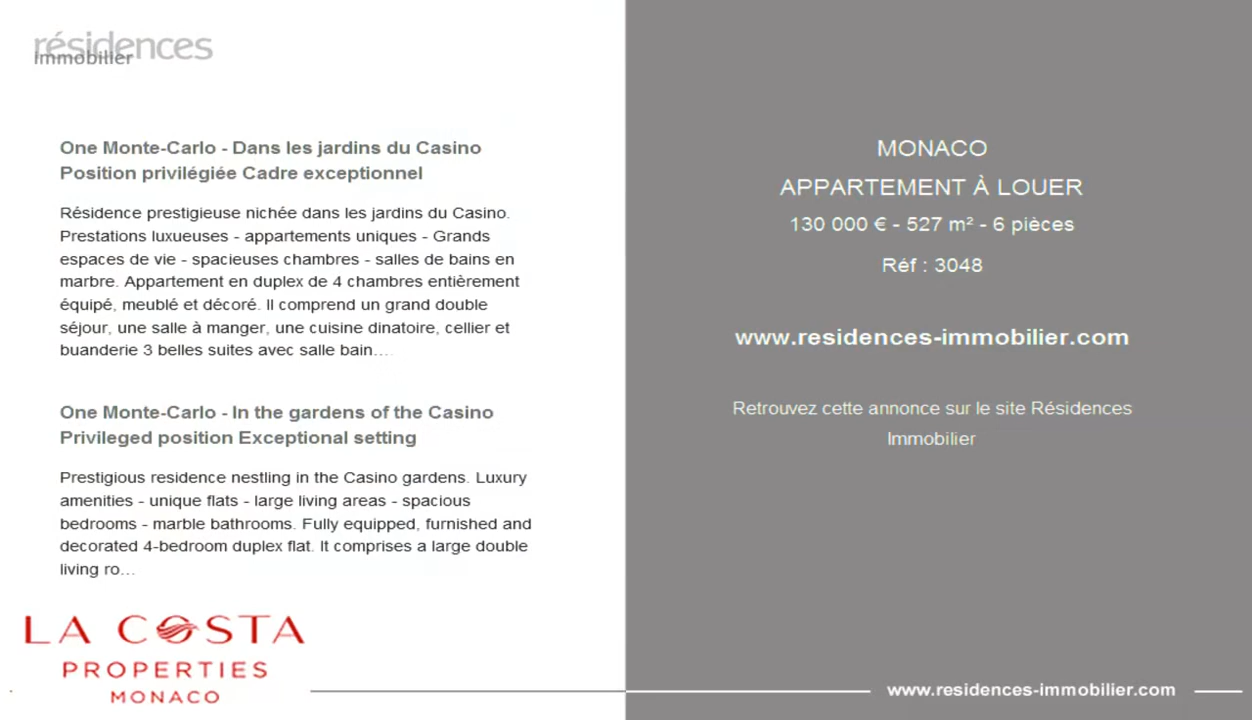 résidences
immobilier
One Monte-Carlo - Dans les jardins du Casino
Position privilégiée Cadre exceptionnel
Résidence prestigieuse nichée dans les jardins du Casino.
Prestations luxueuses - appartements uniques - Grands
espaces de vie - spacieuses chambres - salles de bains en
marbre. Appartement en duplex de 4 chambres entièrement
équipé, meublé et décoré. Il comprend un grand double
séjour, une salle à manger, une cuisine dinatoire, cellier et
buanderie 3 belles suites avec salle bain...
One Monte-Carlo - In the gardens of the Casino
Privileged position Exceptional setting
Prestigious residence nestling in the Casino gardens. Luxury
amenities - unique flats - large living areas - spacious
bedrooms - marble bathrooms. Fully equipped, furnished and
decorated 4-bedroom duplex flat. It comprises a large double
living ro...
LA COSTA
PROPERTIES
MONACO
MONACO
APPARTEMENT À LOUER
130 000 € - 527 m² - 6 pièces
Réf : 3048
www.residences-immobilier.com
Retrouvez cette annonce sur le site Résidences
Immobilier
www.residences-immobilier.com